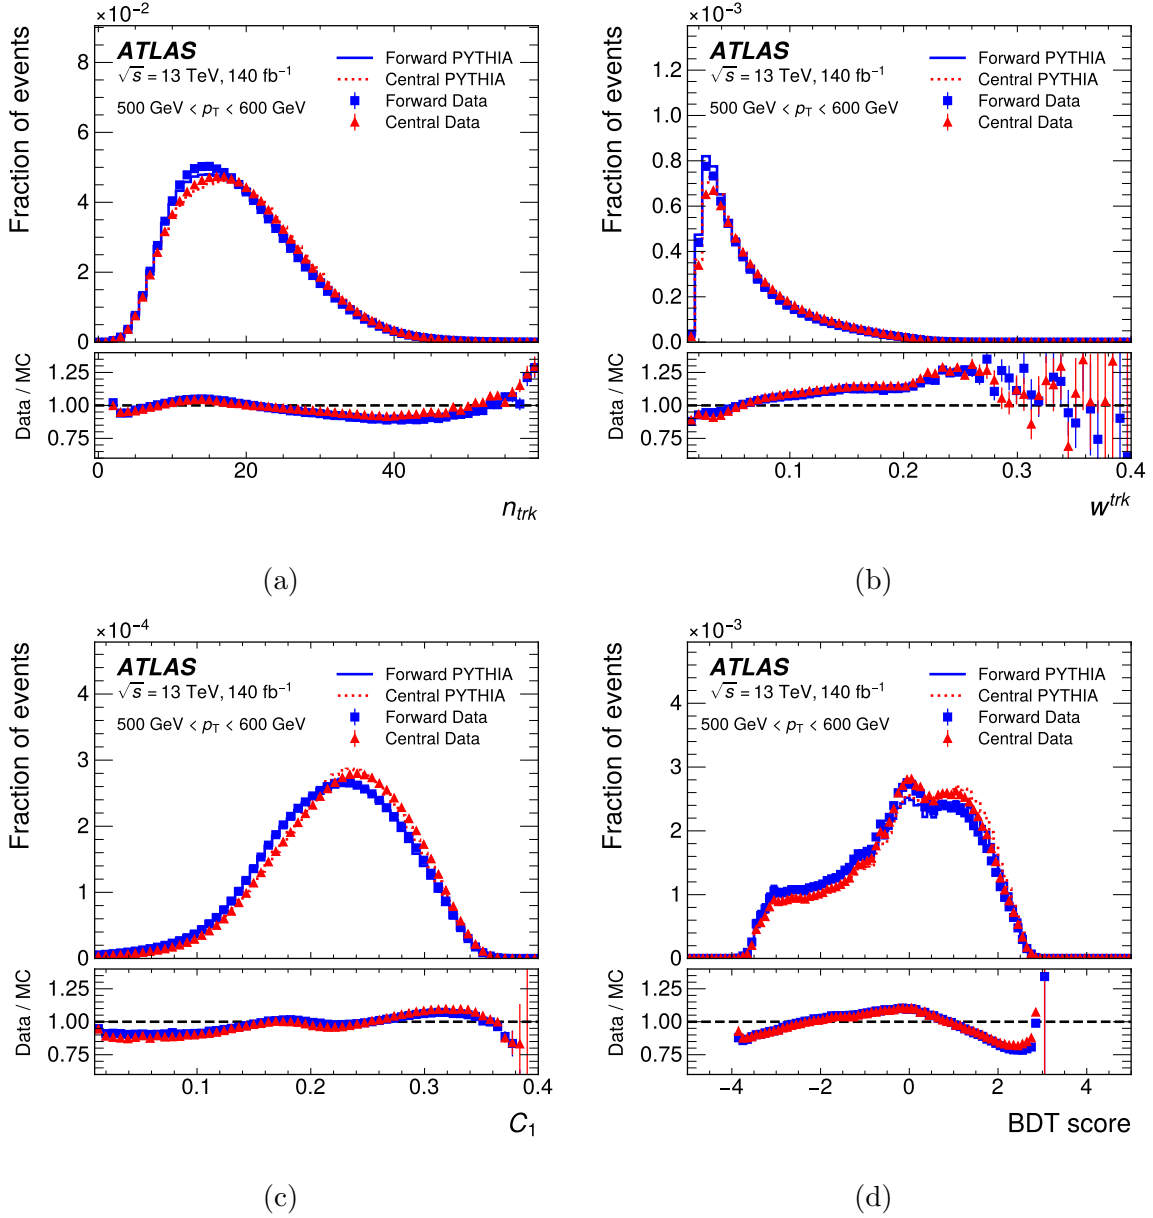 ×10⁻²
Fraction of events
ATLAS
√s = 13 TeV, 140 fb⁻¹
500 GeV < p_T < 600 GeV
Forward PYTHIA
Central PYTHIA
Forward Data
Central Data
8
6
4
2
0
Data / MC
1.25
1.00
0.75
0 20 40
n_trk
(a)
×10⁻³
Fraction of events
ATLAS
√s = 13 TeV, 140 fb⁻¹
500 GeV < p_T < 600 GeV
Forward PYTHIA
Central PYTHIA
Forward Data
Central Data
1.2
1.0
0.8
0.6
0.4
0.2
0.0
Data / MC
1.25
1.00
0.75
0.1 0.2 0.3 0.4
w^trk
(b)
×10⁻⁴
Fraction of events
ATLAS
√s = 13 TeV, 140 fb⁻¹
500 GeV < p_T < 600 GeV
Forward PYTHIA
Central PYTHIA
Forward Data
Central Data
4
2
0
Data / MC
1.25
1.00
0.75
0.1 0.2 0.3 0.4
C₁
(c)
×10⁻³
Fraction of events
ATLAS
√s = 13 TeV, 140 fb⁻¹
500 GeV < p_T < 600 GeV
Forward PYTHIA
Central PYTHIA
Forward Data
Central Data
4
3
2
1
0
Data / MC
1.25
1.00
0.75
−4 −2 0 2 4
BDT score
(d)